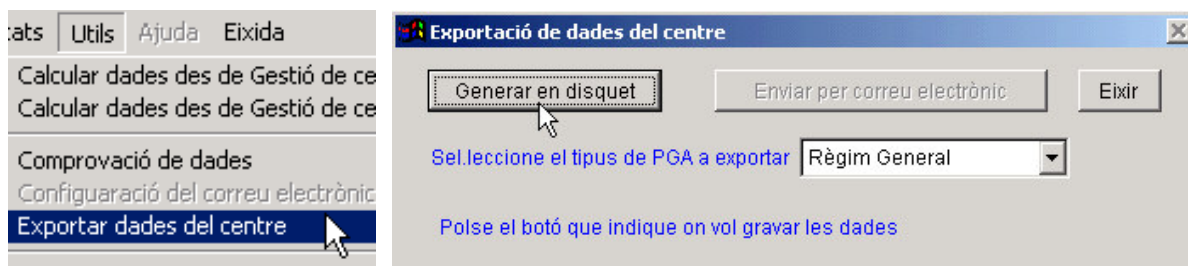 ats Utils Ajuda Eixida
Calcular dades des de Gestió de ce
Calcular dades des de Gestió de ce
Comprovació de dades
Configuaració del correu electrònic
Exportar dades del centre
Exportació de dades del centre
Generar en disquet Enviar per correu electrònic Eixir
Sel.leccione el tipus de PGA a exportar Règim General
Polse el botó que indique on vol gravar les dades